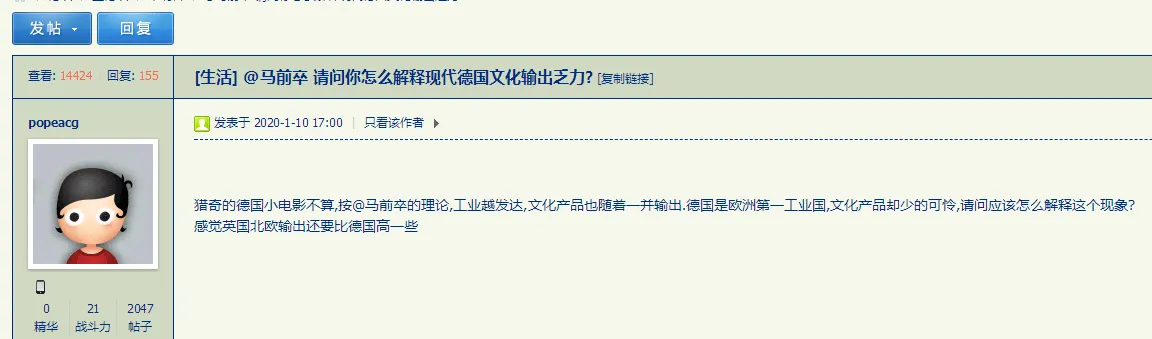 发帖
回复
查看: 14424 回复: 155
[生活] @马前卒 请问你怎么解释现代德国文化输出乏力? [复制链接]
popeacg
发表于 2020-1-10 17:00 | 只看该作者
猎奇的德国小电影不算,按@马前卒的理论,工业越发达,文化产品也随着一并输出.德国是欧洲第一工业国,文化产品却少的可怜,请问应该怎么解释这个现象?
感觉英国北欧输出还要比德国高一些
0 21 2047
精华 战斗力 帖子